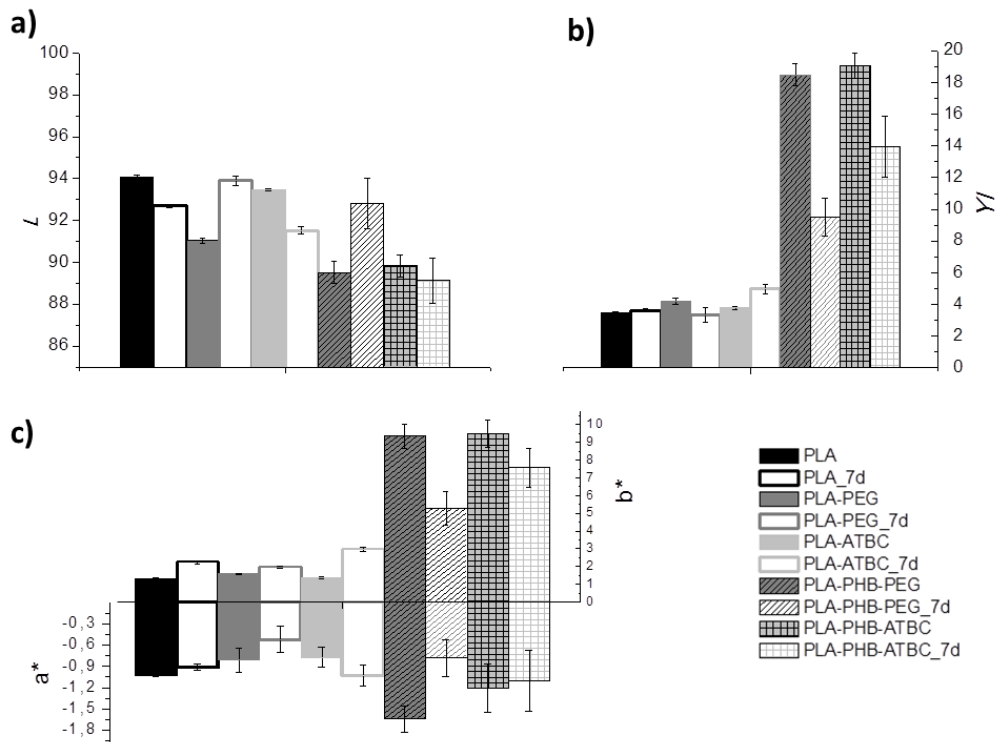 a)
100
98
96
94
92
90
88
86
L
b)
20
18
16
14
12
10
8
6
4
2
0
YI
c)
10
9
8
7
6
5
4
3
2
1
0
b*
-0,3
-0,6
-0,9
-1,2
-1,5
-1,8
a*
PLA
PLA_7d
PLA-PEG
PLA-PEG_7d
PLA-ATBC
PLA-ATBC_7d
PLA-PHB-PEG
PLA-PHB-PEG_7d
PLA-PHB-ATBC
PLA-PHB-ATBC_7d